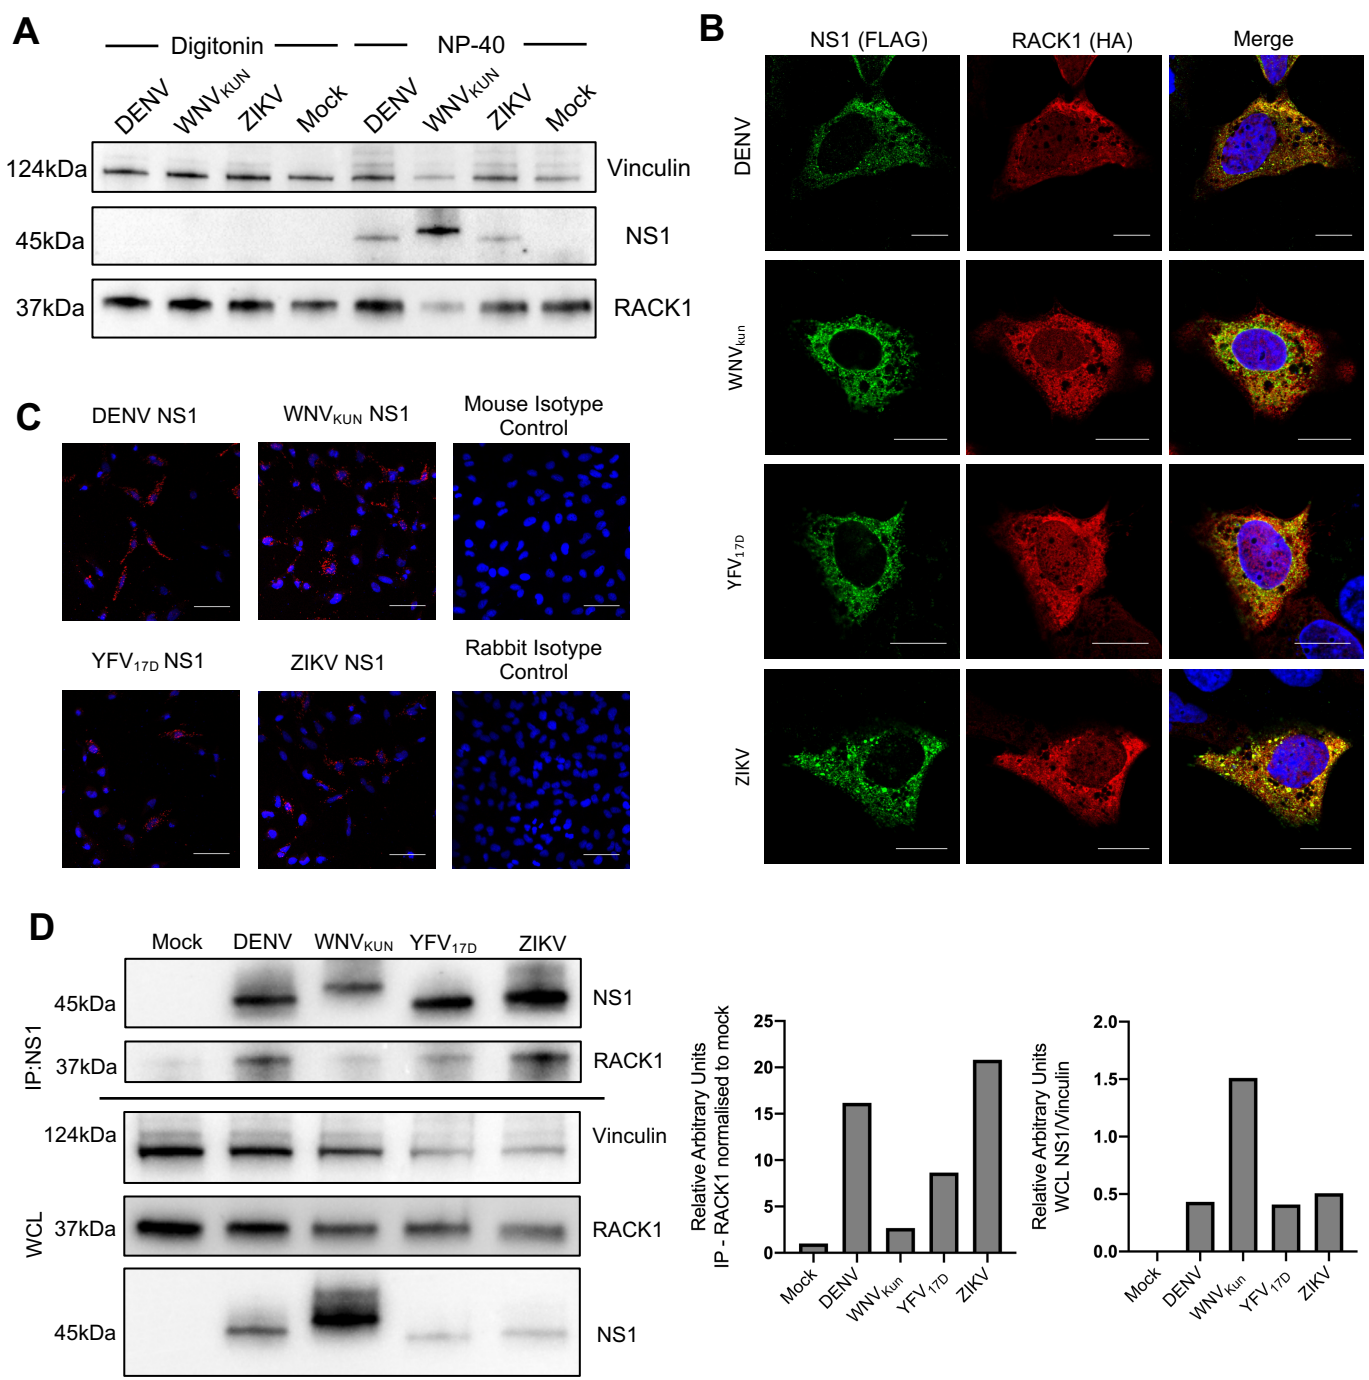 A
Digitonin NP-40
DENV WNVKUN ZIKV Mock DENV WNVKUN ZIKV Mock
124kDa Vinculin
45kDa NS1
37kDa RACK1
B
NS1 (FLAG) RACK1 (HA) Merge
DENV
WNVkun
YFV17D
ZIKV
C
DENV NS1 WNVKUN NS1 Mouse Isotype
Control
YFV17D NS1 ZIKV NS1 Rabbit Isotype
Control
D
Mock DENV WNVKUN YFV17D ZIKV
IP:NS1
45kDa NS1
37kDa RACK1
WCL
124kDa Vinculin
37kDa RACK1
45kDa NS1
Relative Arbitrary Units
IP - RACK1 normalised to mock
25
20
15
10
5
0
Mock DENV WNVKun YFV17D ZIKV
Relative Arbitrary Units
WCL NS1/Vinculin
2.0
1.5
1.0
0.5
0.0
Mock DENV WNVKun YFV17D ZIKV